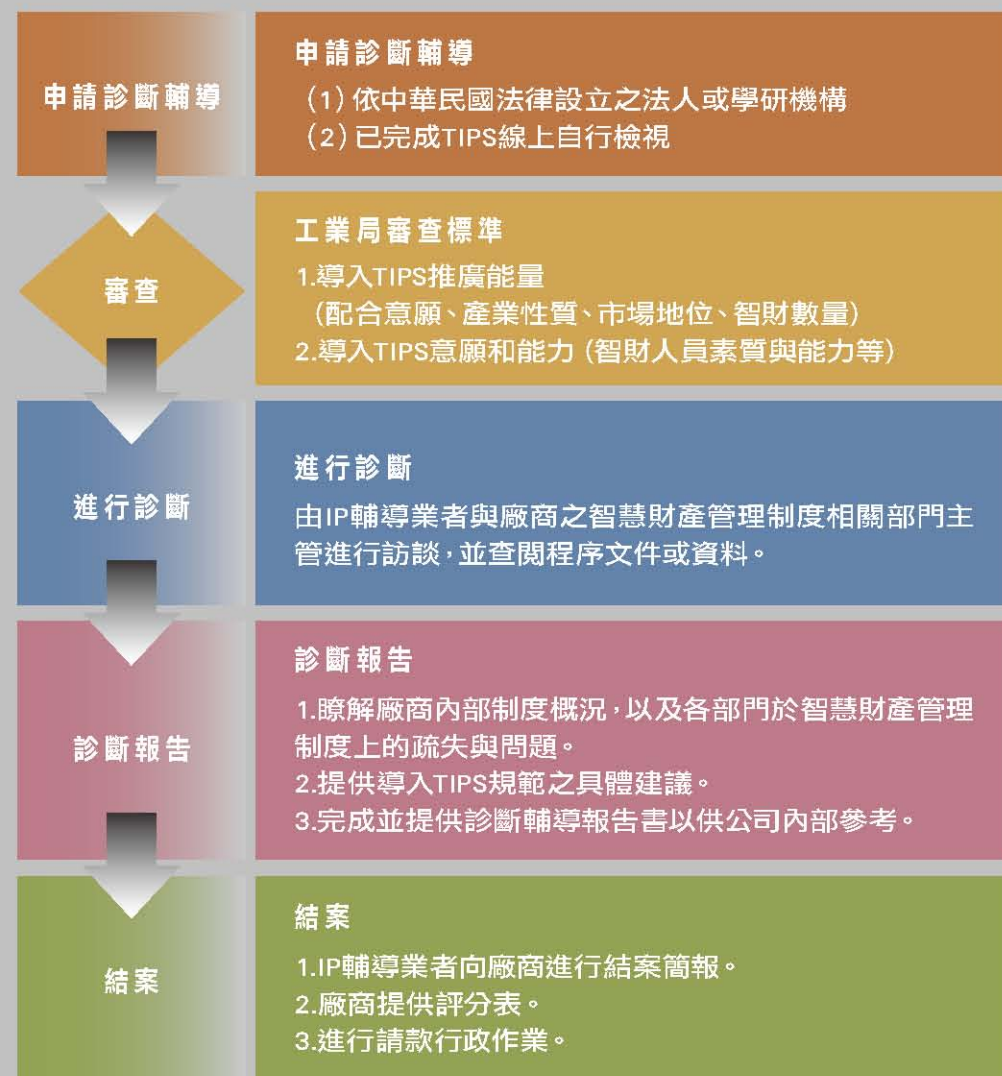 申請診斷輔導
申請診斷輔導
(1)依中華民國法律設立之法人或學研機構
(2)已完成TIPS線上自行檢視
審查
工業局審查標準
1.導入TIPS推廣能量
(配合意願、產業性質、市場地位、智財數量)
2.導入TIPS意願和能力(智財人員素質與能力等)
進行診斷
進行診斷
由IP輔導業者與廠商之智慧財產管理制度相關部門主
管進行訪談，並查閱程序文件或資料。
診斷報告
診斷報告
1.瞭解廠商內部制度概況，以及各部門於智慧財產管理
制度上的疏失與問題。
2.提供導入TIPS規範之具體建議。
3.完成並提供診斷輔導報告書以供公司內部參考。
結案
結案
1.IP輔導業者向廠商進行結案簡報。
2.廠商提供評分表。
3.進行請款行政作業。